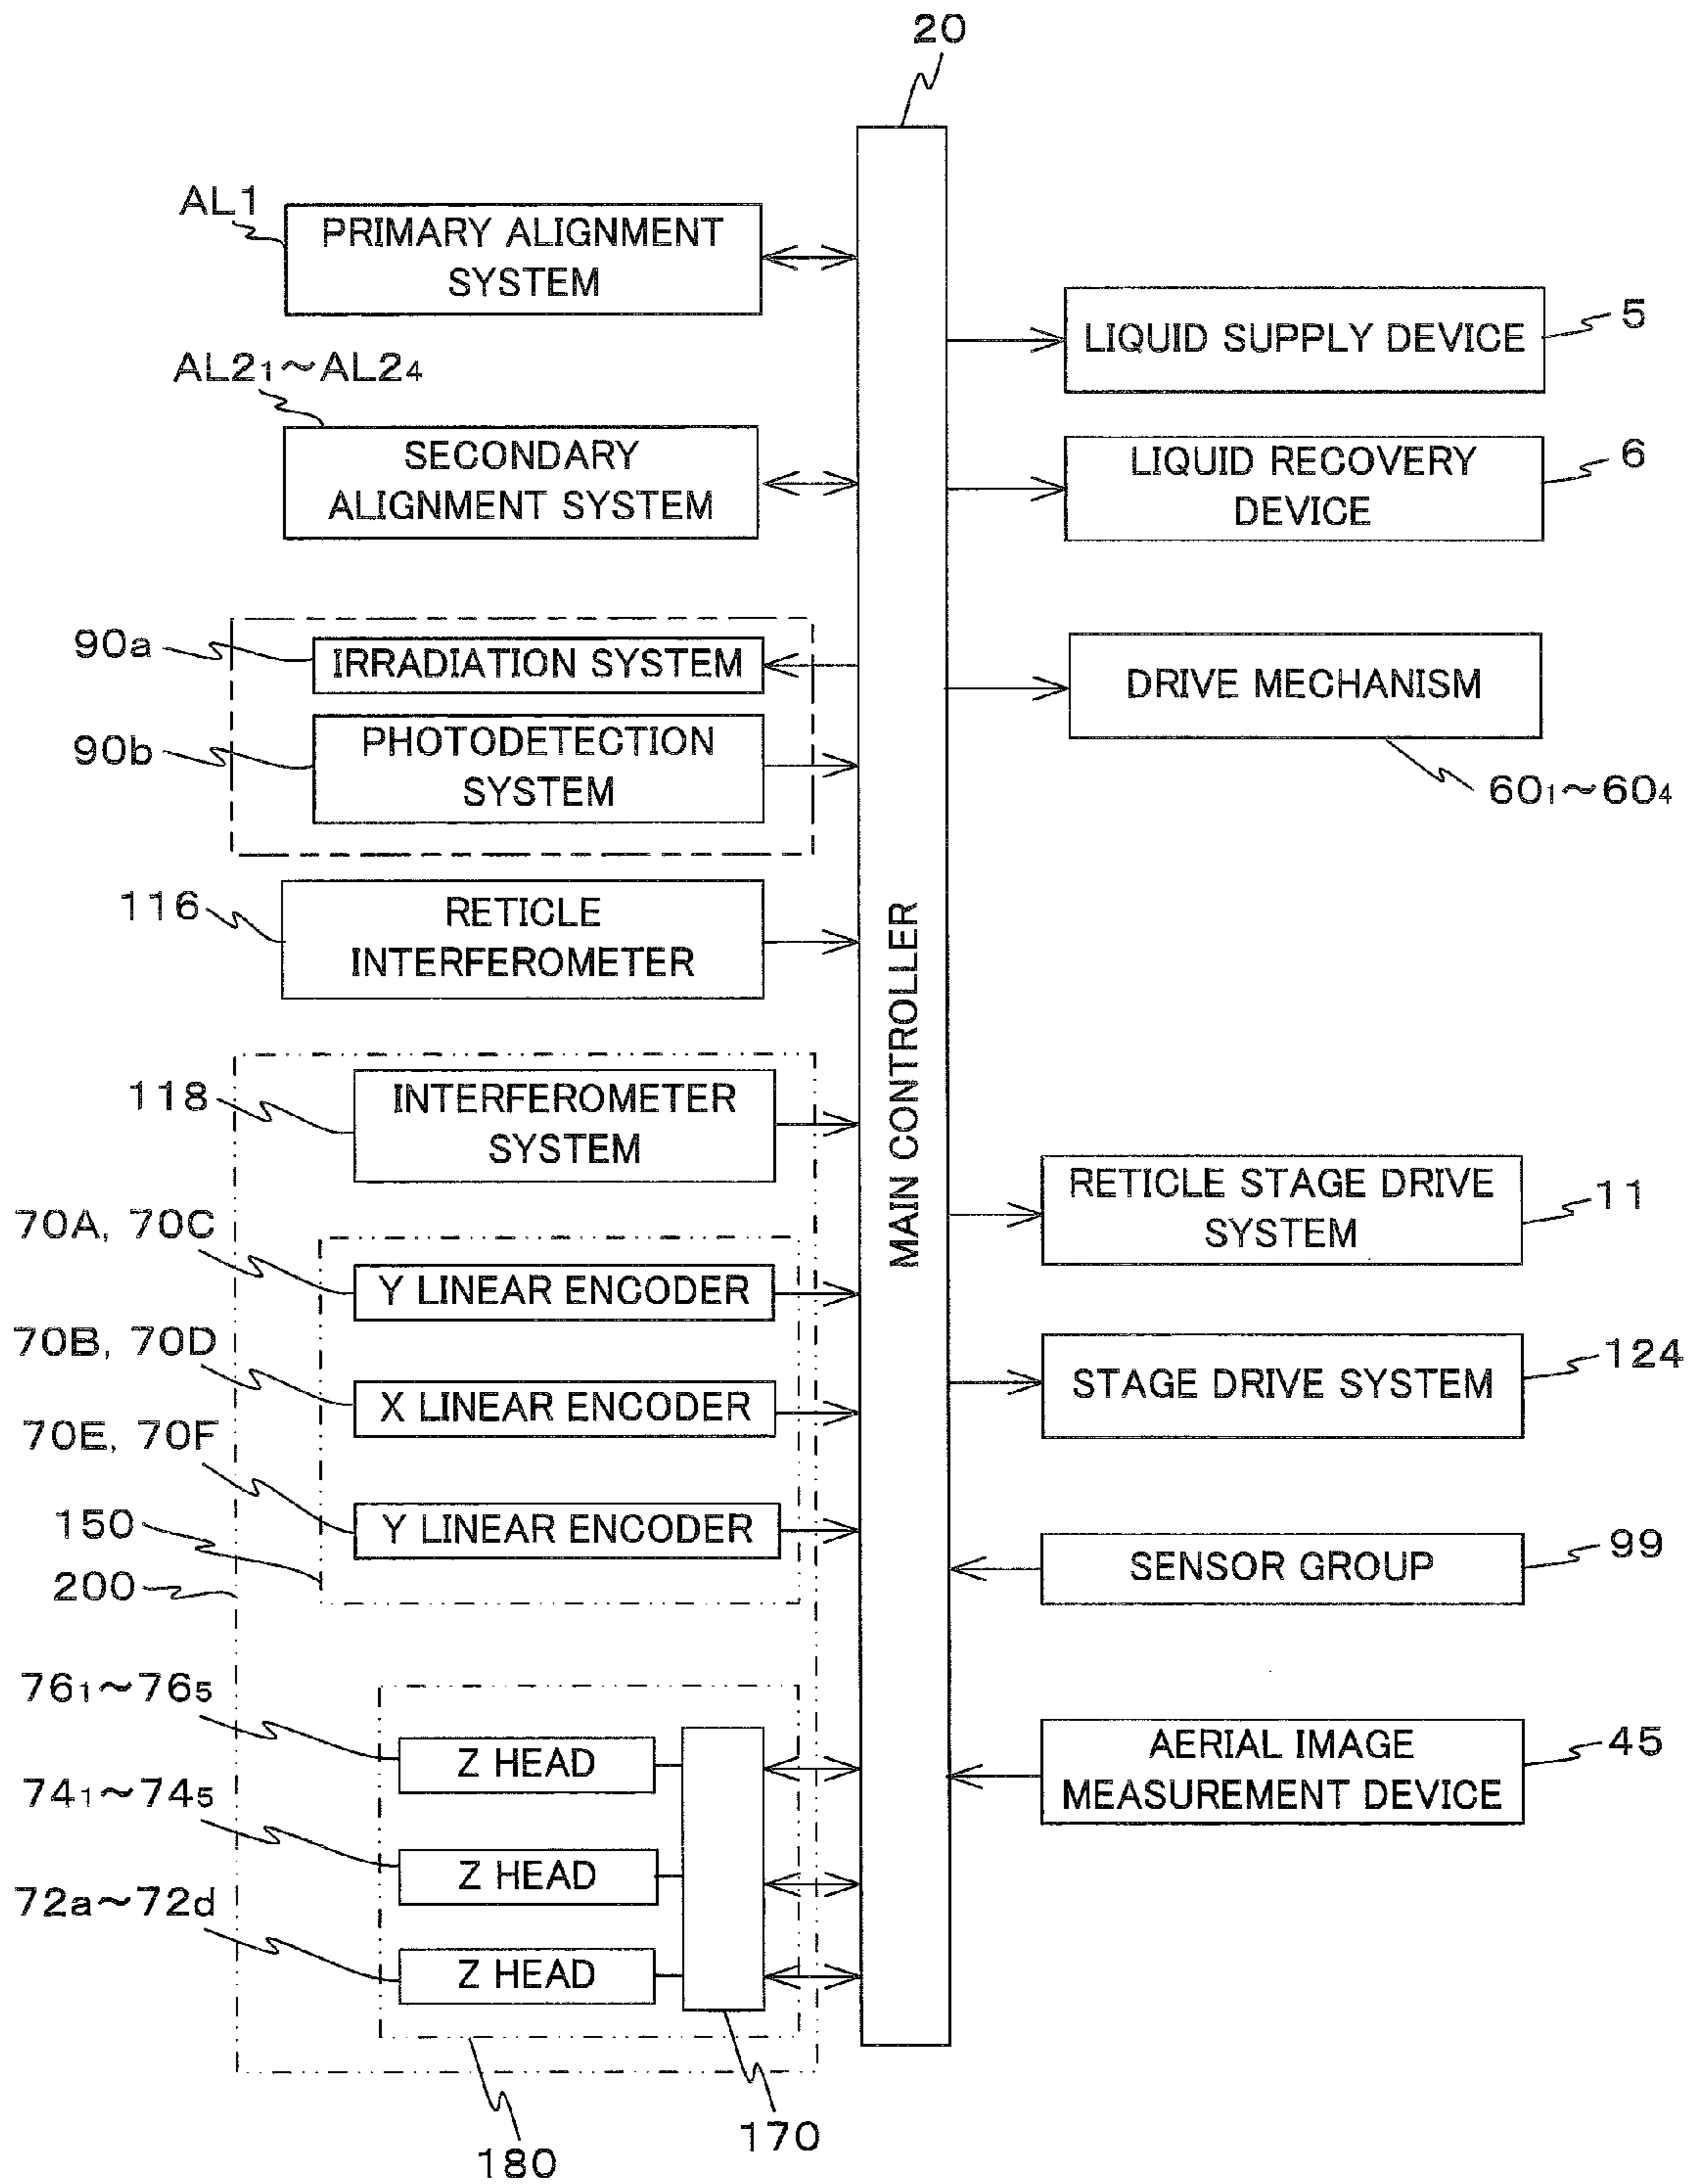 20
AL1
PRIMARY ALIGNMENT
SYSTEM
AL2₁～AL2₄
SECONDARY
ALIGNMENT SYSTEM
90a
IRRADIATION SYSTEM
90b
PHOTODETECTION
SYSTEM
116
RETICLE
INTERFEROMETER
118
INTERFEROMETER
SYSTEM
70A, 70C
Y LINEAR ENCODER
70B, 70D
X LINEAR ENCODER
70E, 70F
Y LINEAR ENCODER
150
200
76₁～76₅
Z HEAD
74₁～74₅
Z HEAD
72a～72d
Z HEAD
180
170
MAIN CONTROLLER
LIQUID SUPPLY DEVICE
5
LIQUID RECOVERY
DEVICE
6
DRIVE MECHANISM
60₁～60₄
RETICLE STAGE DRIVE
SYSTEM
11
STAGE DRIVE SYSTEM
124
SENSOR GROUP
99
AERIAL IMAGE
MEASUREMENT DEVICE
45